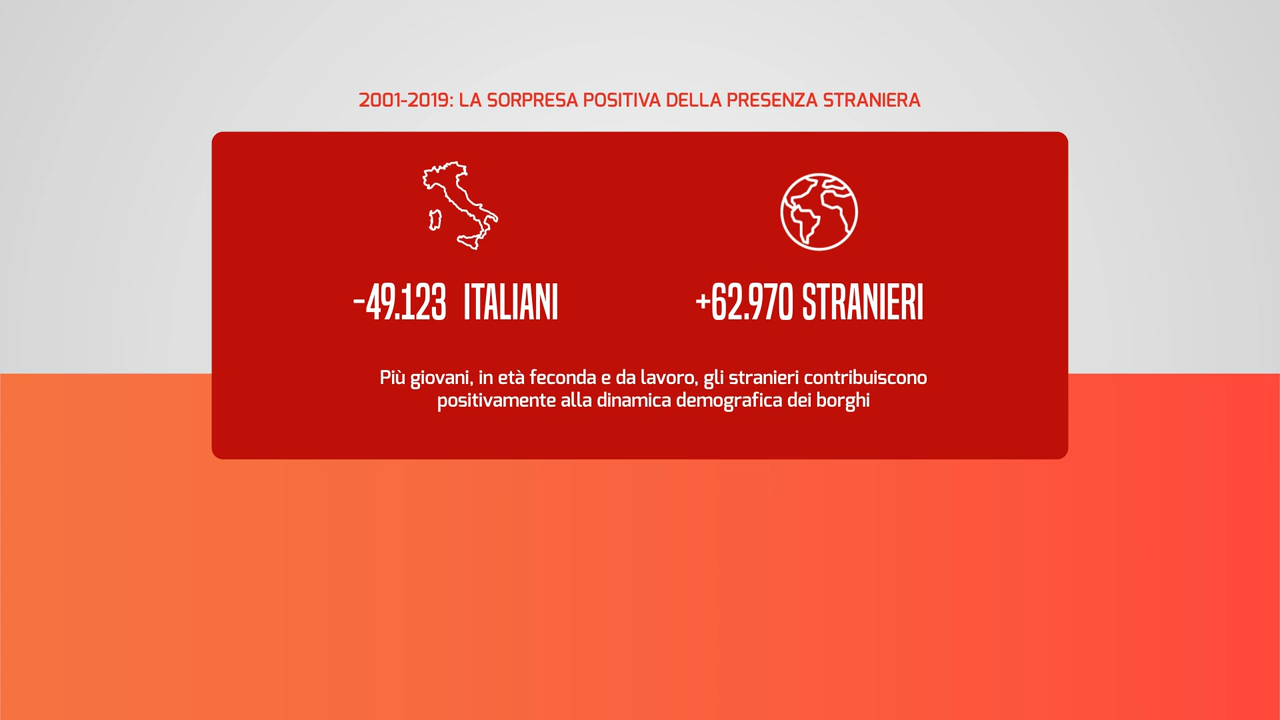 2001-2019: LA SORPRESA POSITIVA DELLA PRESENZA STRANIERA
-49.123 ITALIANI
+62.970 STRANIERI
Più giovani, in età feconda e da lavoro, gli stranieri contribuiscono
positivamente alla dinamica demografica dei borghi